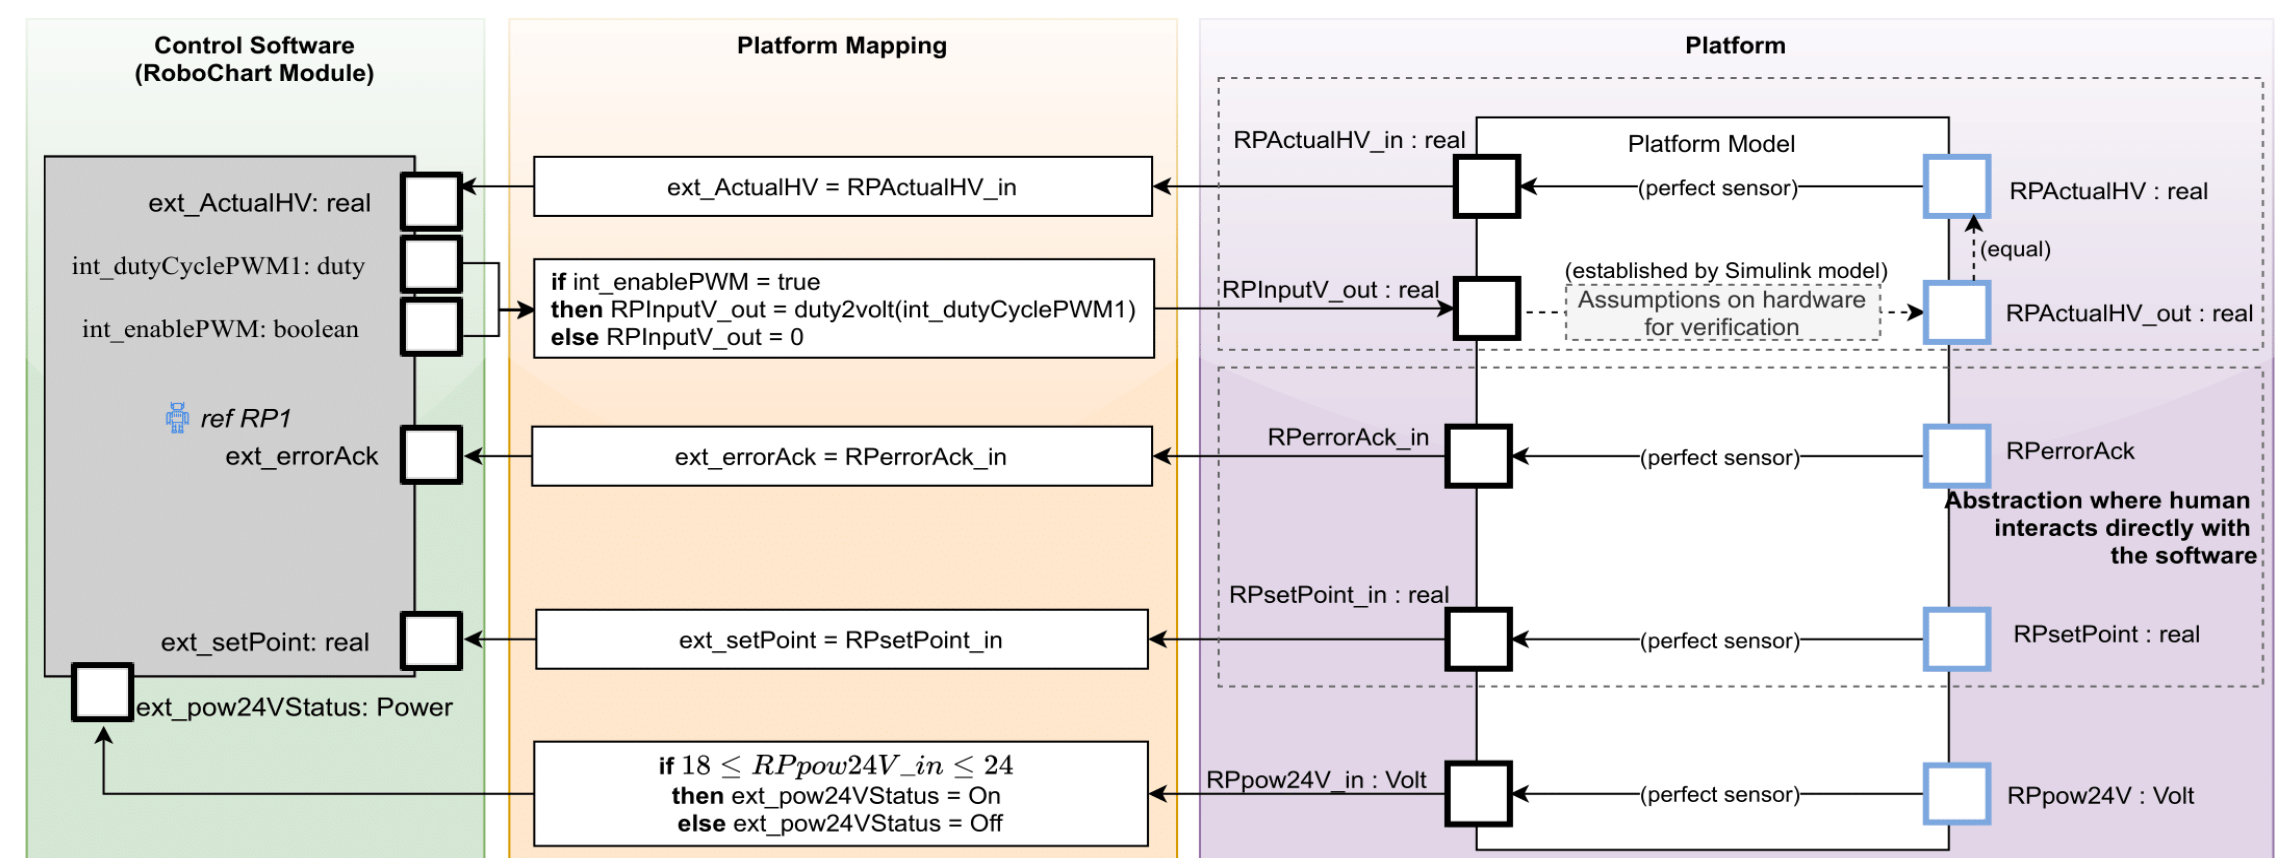 Control Software
(RoboChart Module)
Platform Mapping
Platform
ext_ActualHV: real
int_dutyCyclePWM1: duty
int_enablePWM: boolean
ref RP1
ext_errorAck
ext_setPoint: real
ext_pow24VStatus: Power
ext_ActualHV = RPActualHV_in
if int_enablePWM = true
then RPInputV_out = duty2volt(int_dutyCyclePWM1)
else RPInputV_out = 0
ext_errorAck = RPerrorAck_in
ext_setPoint = RPsetPoint_in
if 18 ≤ RPpow24V_in ≤ 24
then ext_pow24VStatus = On
else ext_pow24VStatus = Off
RPActualHV_in : real
Platform Model
(perfect sensor)
RPActualHV : real
(equal)
RPInputV_out : real
(established by Simulink model)
Assumptions on hardware
for verification
RPActualHV_out : real
RPerrorAck_in
(perfect sensor)
RPerrorAck
Abstraction where human
interacts directly with
the software
RPsetPoint_in : real
(perfect sensor)
RPsetPoint : real
RPpow24V_in : Volt
(perfect sensor)
RPpow24V : Volt